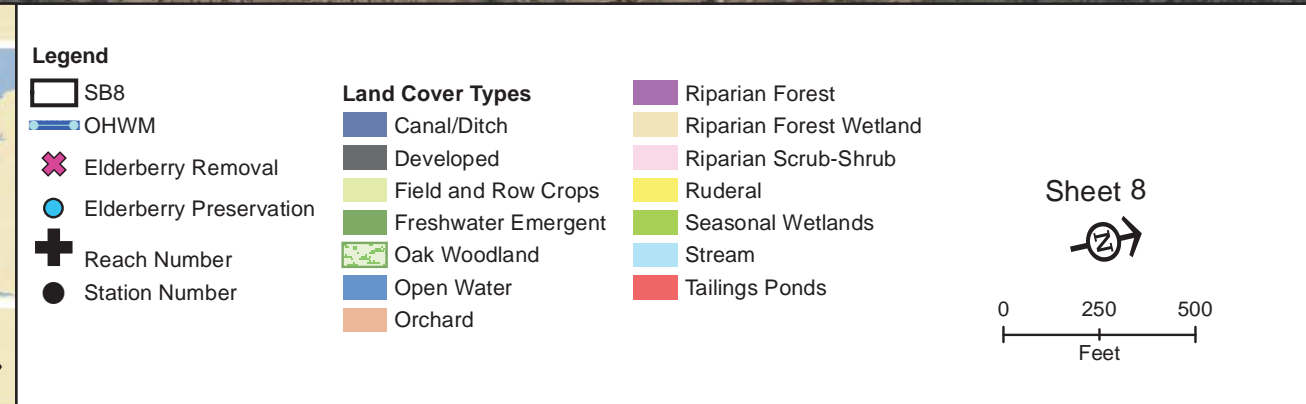 Legend
SB8
OHWM
Elderberry Removal
Elderberry Preservation
Reach Number
Station Number
Land Cover Types
Canal/Ditch
Developed
Field and Row Crops
Freshwater Emergent
Oak Woodland
Open Water
Orchard
Riparian Forest
Riparian Forest Wetland
Riparian Scrub-Shrub
Ruderal
Seasonal Wetlands
Stream
Tailings Ponds
Sheet 8
N
0 250 500
Feet